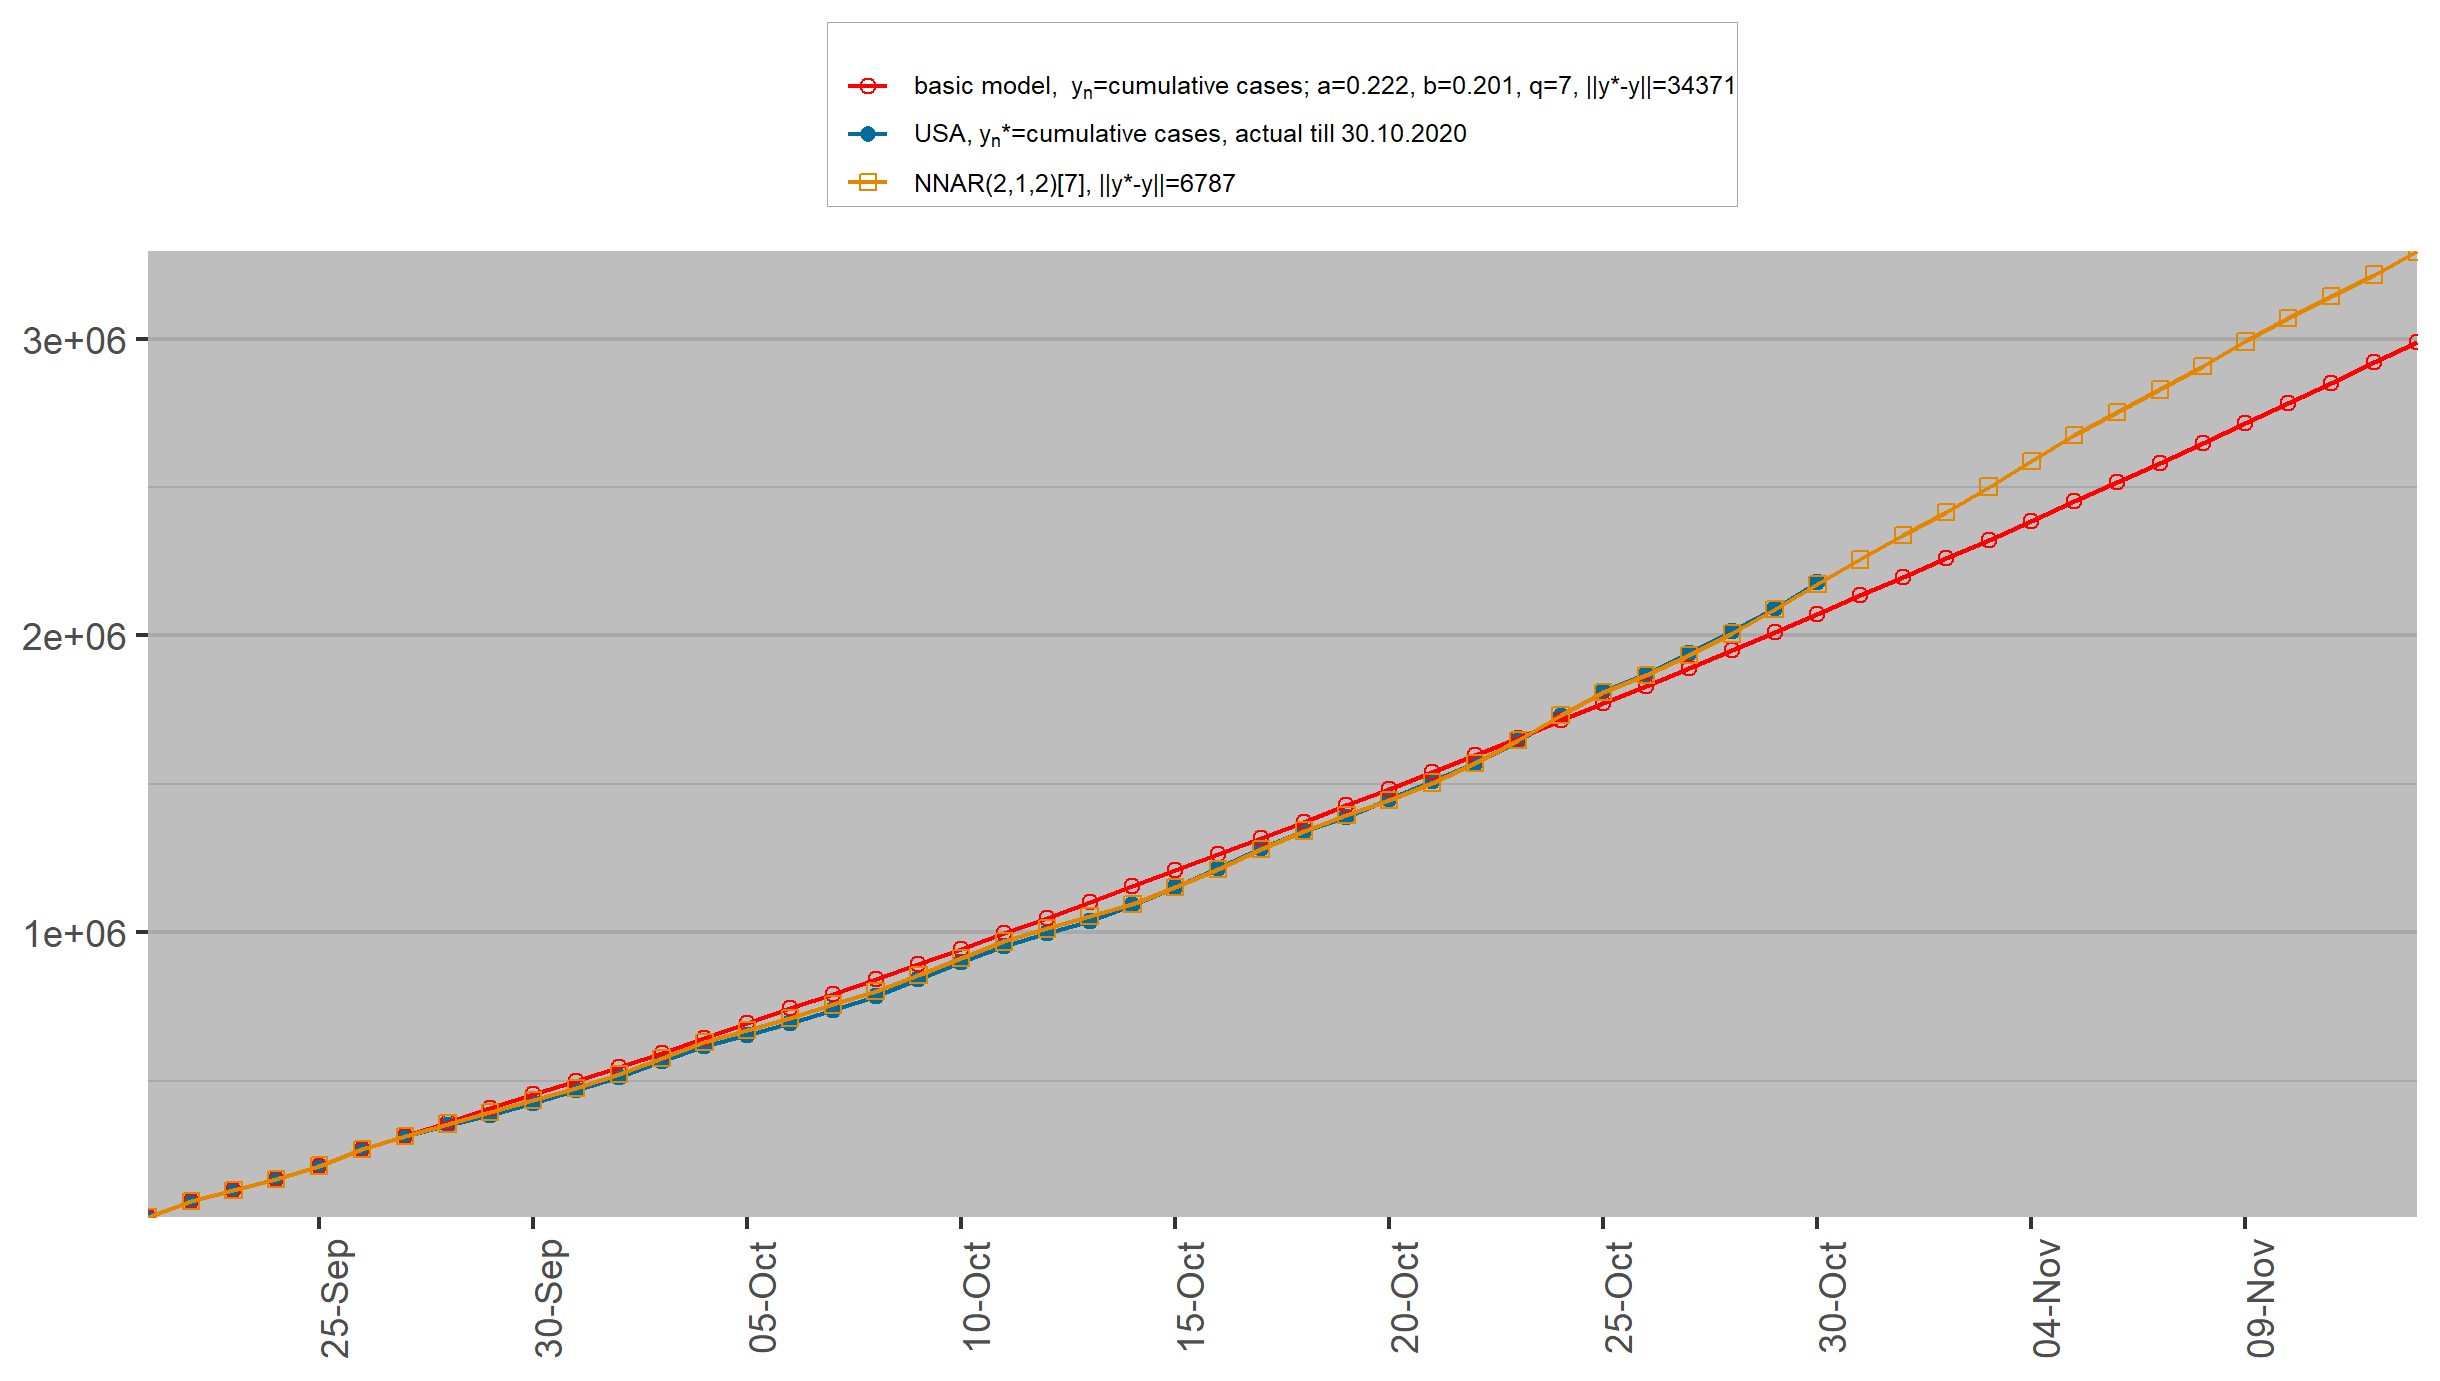 basic model,  yₙ=cumulative cases; a=0.222, b=0.201, q=7, ||y*-y||=34371
USA, yₙ*=cumulative cases, actual till 30.10.2020
NNAR(2,1,2)[7], ||y*-y||=6787
3e+06
2e+06
1e+06
25-Sep
30-Sep
05-Oct
10-Oct
15-Oct
20-Oct
25-Oct
30-Oct
04-Nov
09-Nov